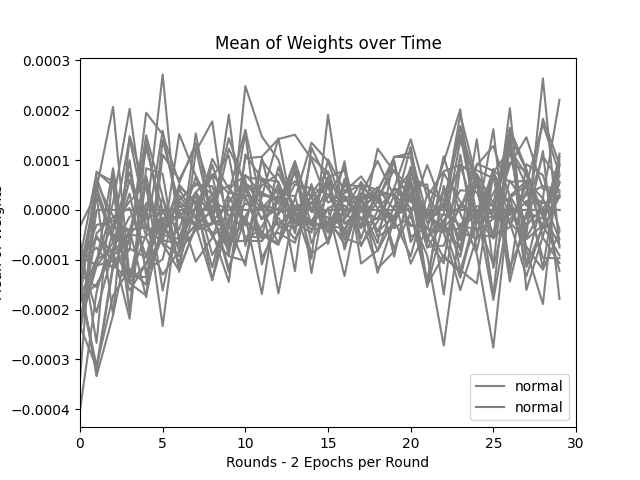 Mean of Weights over Time
0.0003
0.0002
0.0001
0.0000
−0.0001
−0.0002
−0.0003
−0.0004
0 5 10 15 20 25 30
Rounds - 2 Epochs per Round
normal
normal